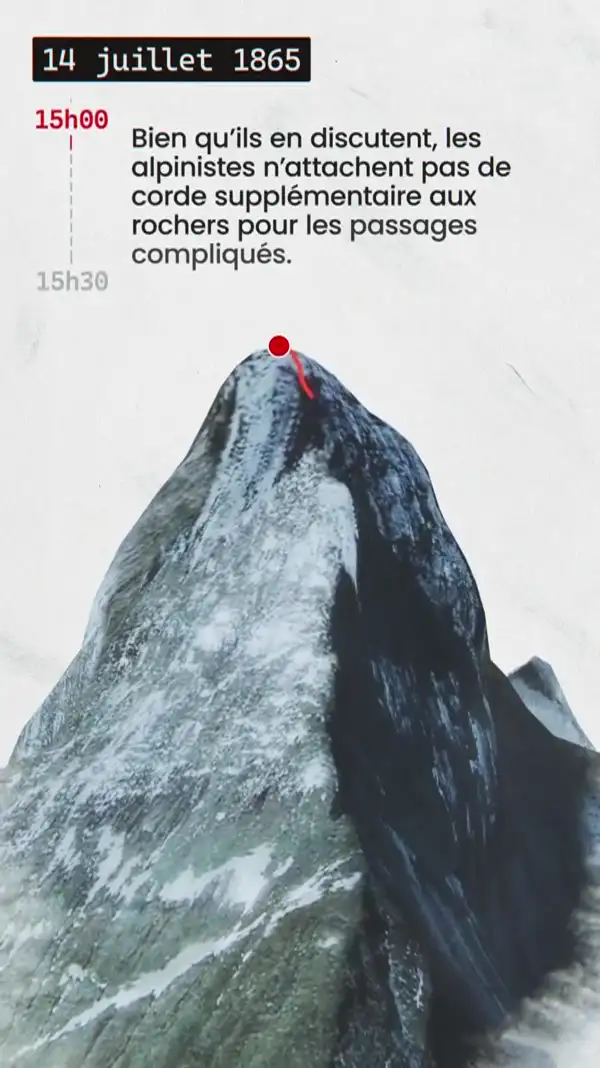 14 juillet 1865
15h00
Bien qu’ils en discutent, les
alpinistes n’attachent pas de
corde supplémentaire aux
rochers pour les passages
compliqués.
15h30